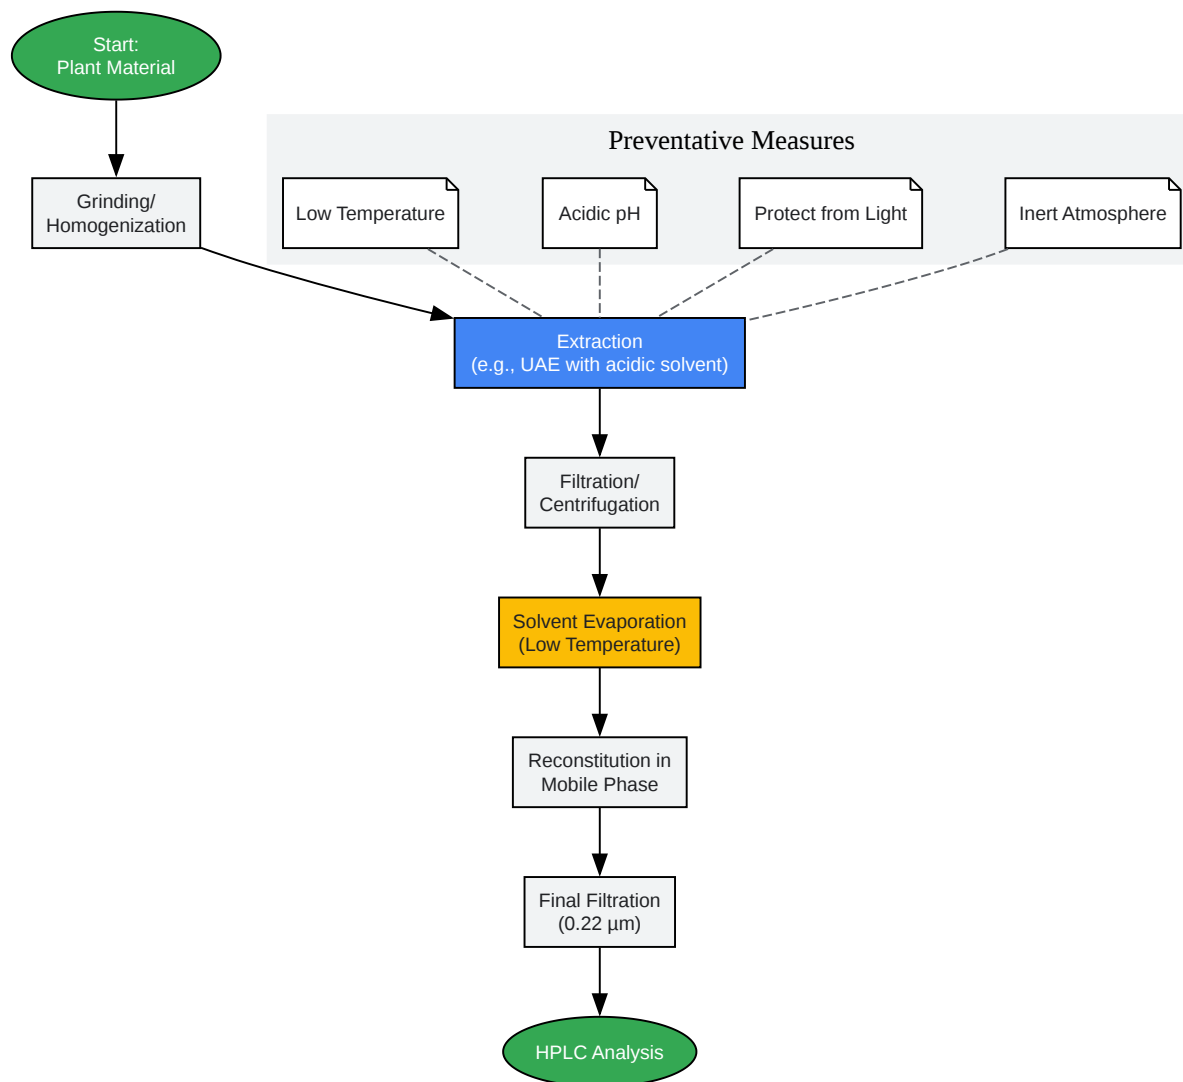 Start:
Plant Material
Preventative Measures
Grinding/
Homogenization
Low Temperature
Acidic pH
Protect from Light
Inert Atmosphere
Extraction
(e.g., UAE with acidic solvent)
Filtration/
Centrifugation
Solvent Evaporation
(Low Temperature)
Reconstitution in
Mobile Phase
Final Filtration
(0.22 µm)
HPLC Analysis